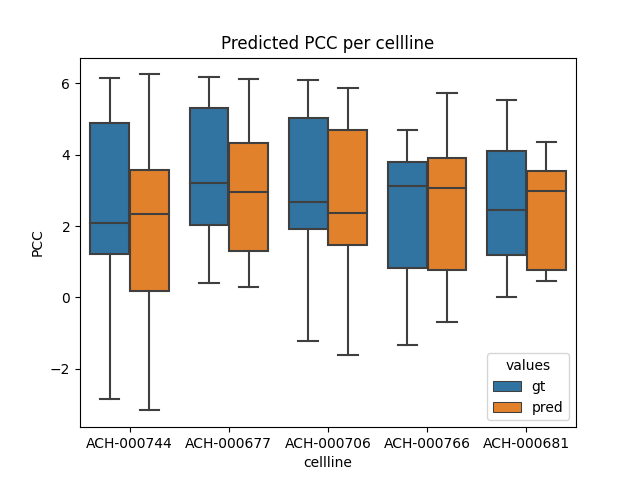 Predicted PCC per cellline
PCC
6
4
2
0
−2
ACH-000744 ACH-000677 ACH-000706 ACH-000766 ACH-000681
cellline
values
gt
pred